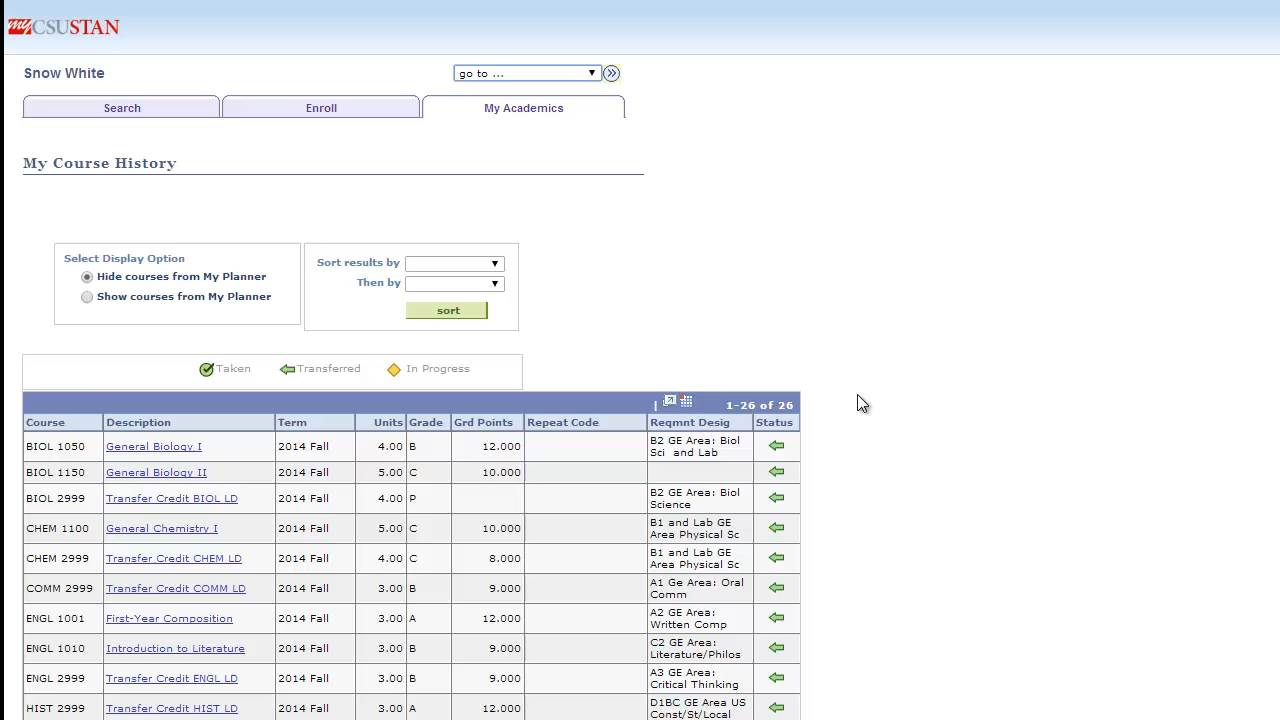 myCSUSTAN
Snow White
go to ...
Search
Enroll
My Academics
My Course History
Select Display Option
Hide courses from My Planner
Show courses from My Planner
Sort results by
Then by
sort
Taken
Transferred
In Progress
| 1-26 of 26
Course Description Term Units Grade Grd Points Repeat Code Reqmnt Desig Status
BIOL 1050 General Biology I 2014 Fall 4.00 B 12.000 B2 GE Area: Biol
Sci and Lab
BIOL 1150 General Biology II 2014 Fall 5.00 C 10.000
BIOL 2999 Transfer Credit BIOL LD 2014 Fall 4.00 P B2 GE Area: Biol
Science
CHEM 1100 General Chemistry I 2014 Fall 5.00 C 10.000 B1 and Lab GE
Area Physical Sc
CHEM 2999 Transfer Credit CHEM LD 2014 Fall 4.00 C 8.000 B1 and Lab GE
Area Physical Sc
COMM 2999 Transfer Credit COMM LD 2014 Fall 3.00 B 9.000 A1 Ge Area: Oral
Comm
ENGL 1001 First-Year Composition 2014 Fall 3.00 A 12.000 A2 GE Area:
Written Comp
ENGL 1010 Introduction to Literature 2014 Fall 3.00 B 9.000 C2 GE Area:
Literature/Philos
ENGL 2999 Transfer Credit ENGL LD 2014 Fall 3.00 B 9.000 A3 GE Area:
Critical Thinking
HIST 2999 Transfer Credit HIST LD 2014 Fall 3.00 A 12.000 D1BC GE Area US
Const/St/Local